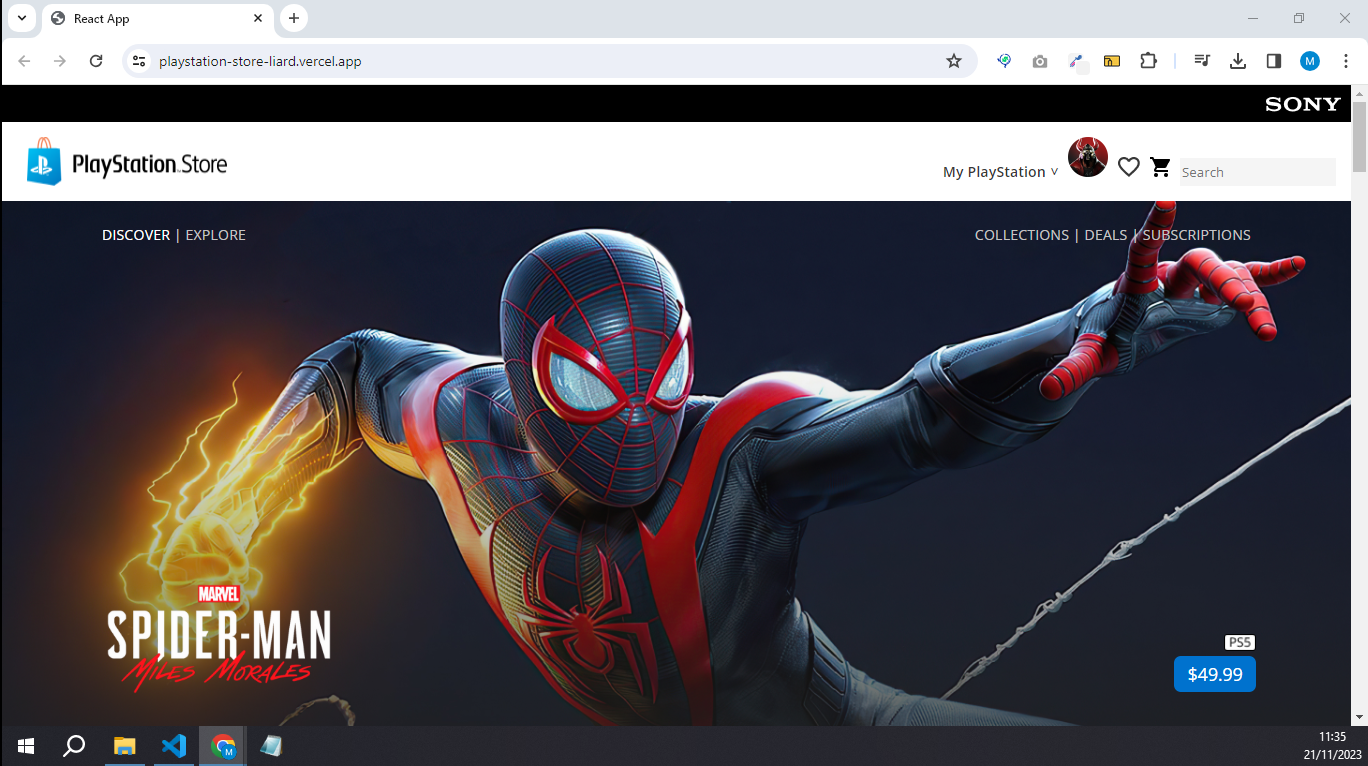 React App
playstation-store-liard.vercel.app
M
SONY
PlayStation Store
My PlayStation ˅
Search
DISCOVER | EXPLORE
COLLECTIONS | DEALS | SUBSCRIPTIONS
MARVEL
SPIDER-MAN
MILES MORALES
PS5
$49.99
M
11:35
21/11/2023